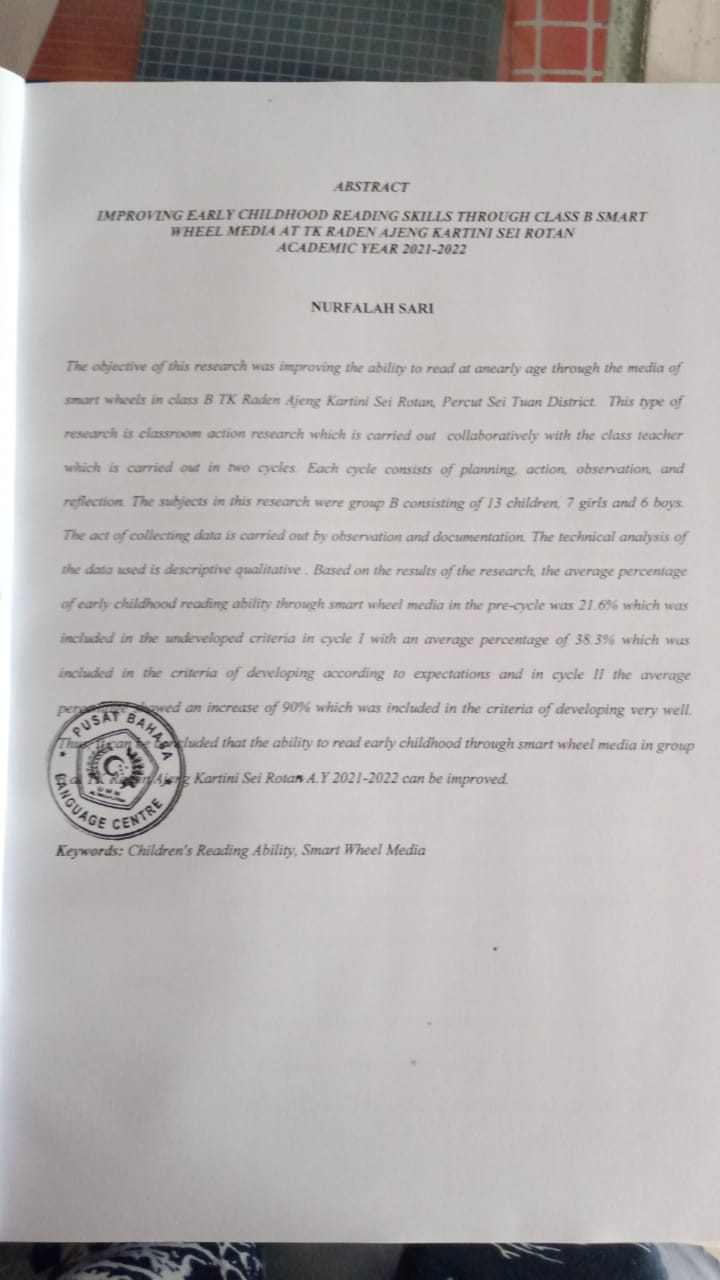 ABSTRACT
IMPROVING EARLY CHILDHOOD READING SKILLS THROUGH CLASS B SMART
WHEEL MEDIA AT TK RADEN AJENG KARTINI SEI ROTAN
ACADEMIC YEAR 2021-2022
NURFALAH SARI
The objective of this research was improving the ability to read at anearly age through the media of
smart wheels in class B TK Raden Ajeng Kartini Sei Rotan, Percut Sei Tuan District. This type of
research is classroom action research which is carried out collaboratively with the class teacher
which is carried out in two cycles. Each cycle consists of planning, action, observation, and
reflection. The subjects in this research were group B consisting of 13 children, 7 girls and 6 boys.
The act of collecting data is carried out by observation and documentation. The technical analysis of
the data used is descriptive qualitative . Based on the results of the research, the average percentage
of early childhood reading ability through smart wheel media in the pre-cycle was 21.6% which was
included in the undeveloped criteria in cycle I with an average percentage of 38.3% which was
included in the criteria of developing according to expectations and in cycle II the average
percentage showed an increase of 90% which was included in the criteria of developing very well.
Thus, it can be concluded that the ability to read early childhood through smart wheel media in group
at TK Raden Ajeng Kartini Sei Rotan A.Y 2021-2022 can be improved.
PUSAT BAHASA
LANGUAGE CENTRE
Keywords: Children's Reading Ability, Smart Wheel Media